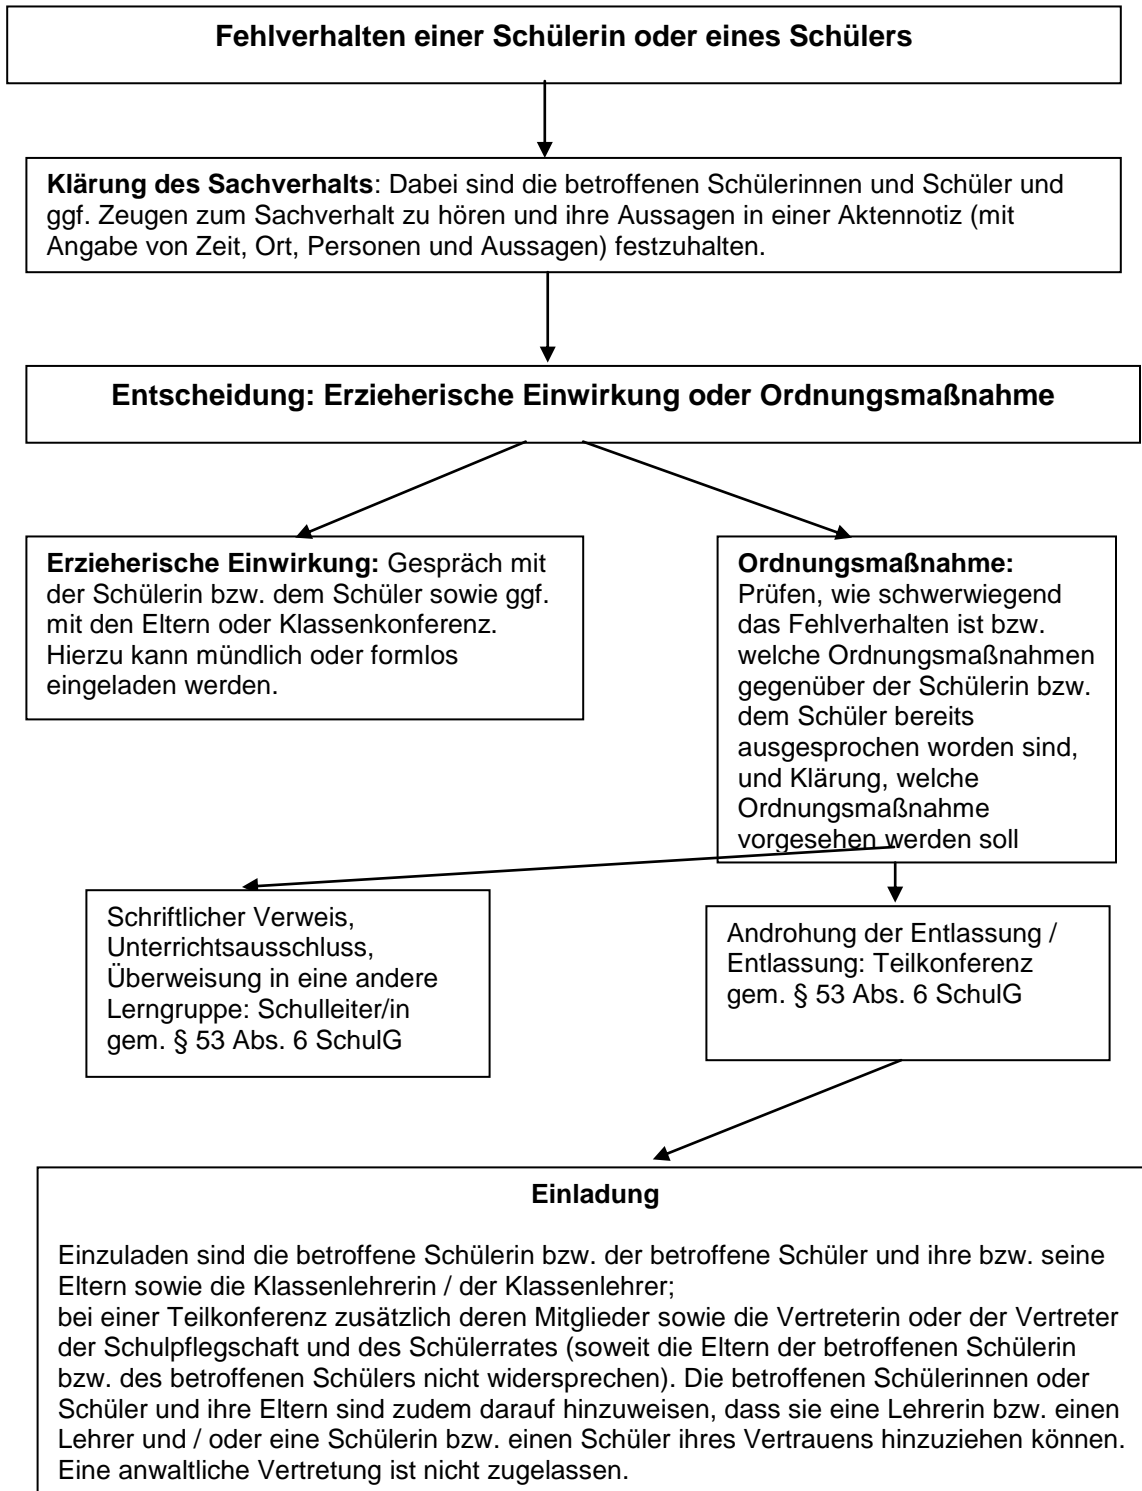 Fehlverhalten einer Schülerin oder eines Schülers
Klärung des Sachverhalts: Dabei sind die betroffenen Schülerinnen und Schüler und
ggf. Zeugen zum Sachverhalt zu hören und ihre Aussagen in einer Aktennotiz (mit
Angabe von Zeit, Ort, Personen und Aussagen) festzuhalten.
Entscheidung: Erzieherische Einwirkung oder Ordnungsmaßnahme
Erzieherische Einwirkung: Gespräch mit
der Schülerin bzw. dem Schüler sowie ggf.
mit den Eltern oder Klassenkonferenz.
Hierzu kann mündlich oder formlos
eingeladen werden.
Ordnungsmaßnahme:
Prüfen, wie schwerwiegend
das Fehlverhalten ist bzw.
welche Ordnungsmaßnahmen
gegenüber der Schülerin bzw.
dem Schüler bereits
ausgesprochen worden sind,
und Klärung, welche
Ordnungsmaßnahme
vorgesehen werden soll
Schriftlicher Verweis,
Unterrichtsausschluss,
Überweisung in eine andere
Lerngruppe: Schulleiter/in
gem. § 53 Abs. 6 SchulG
Androhung der Entlassung /
Entlassung: Teilkonferenz
gem. § 53 Abs. 6 SchulG
Einladung
Einzuladen sind die betroffene Schülerin bzw. der betroffene Schüler und ihre bzw. seine
Eltern sowie die Klassenlehrerin / der Klassenlehrer;
bei einer Teilkonferenz zusätzlich deren Mitglieder sowie die Vertreterin oder der Vertreter
der Schulpflegschaft und des Schülerrates (soweit die Eltern der betroffenen Schülerin
bzw. des betroffenen Schülers nicht widersprechen). Die betroffenen Schülerinnen oder
Schüler und ihre Eltern sind zudem darauf hinzuweisen, dass sie eine Lehrerin bzw. einen
Lehrer und / oder eine Schülerin bzw. einen Schüler ihres Vertrauens hinzuziehen können.
Eine anwaltliche Vertretung ist nicht zugelassen.